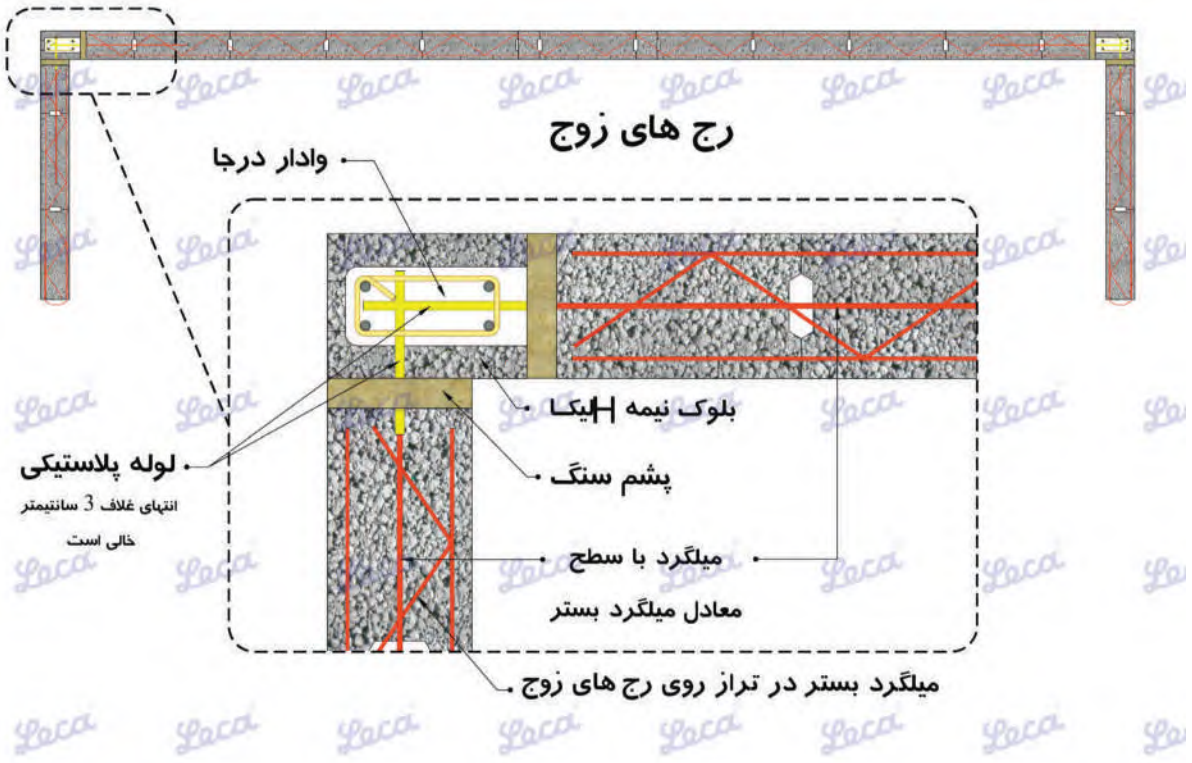 رج های زوج
وادار درجا
بلوک نیمه Hلیکا
لوله پلاستیکی
انتهای غلاف 3 سانتیمتر
خالی است
پشم سنگ
میلگرد با سطح
معادل میلگرد بستر
میلگرد بستر در تراز روی رج های زوج
Leca